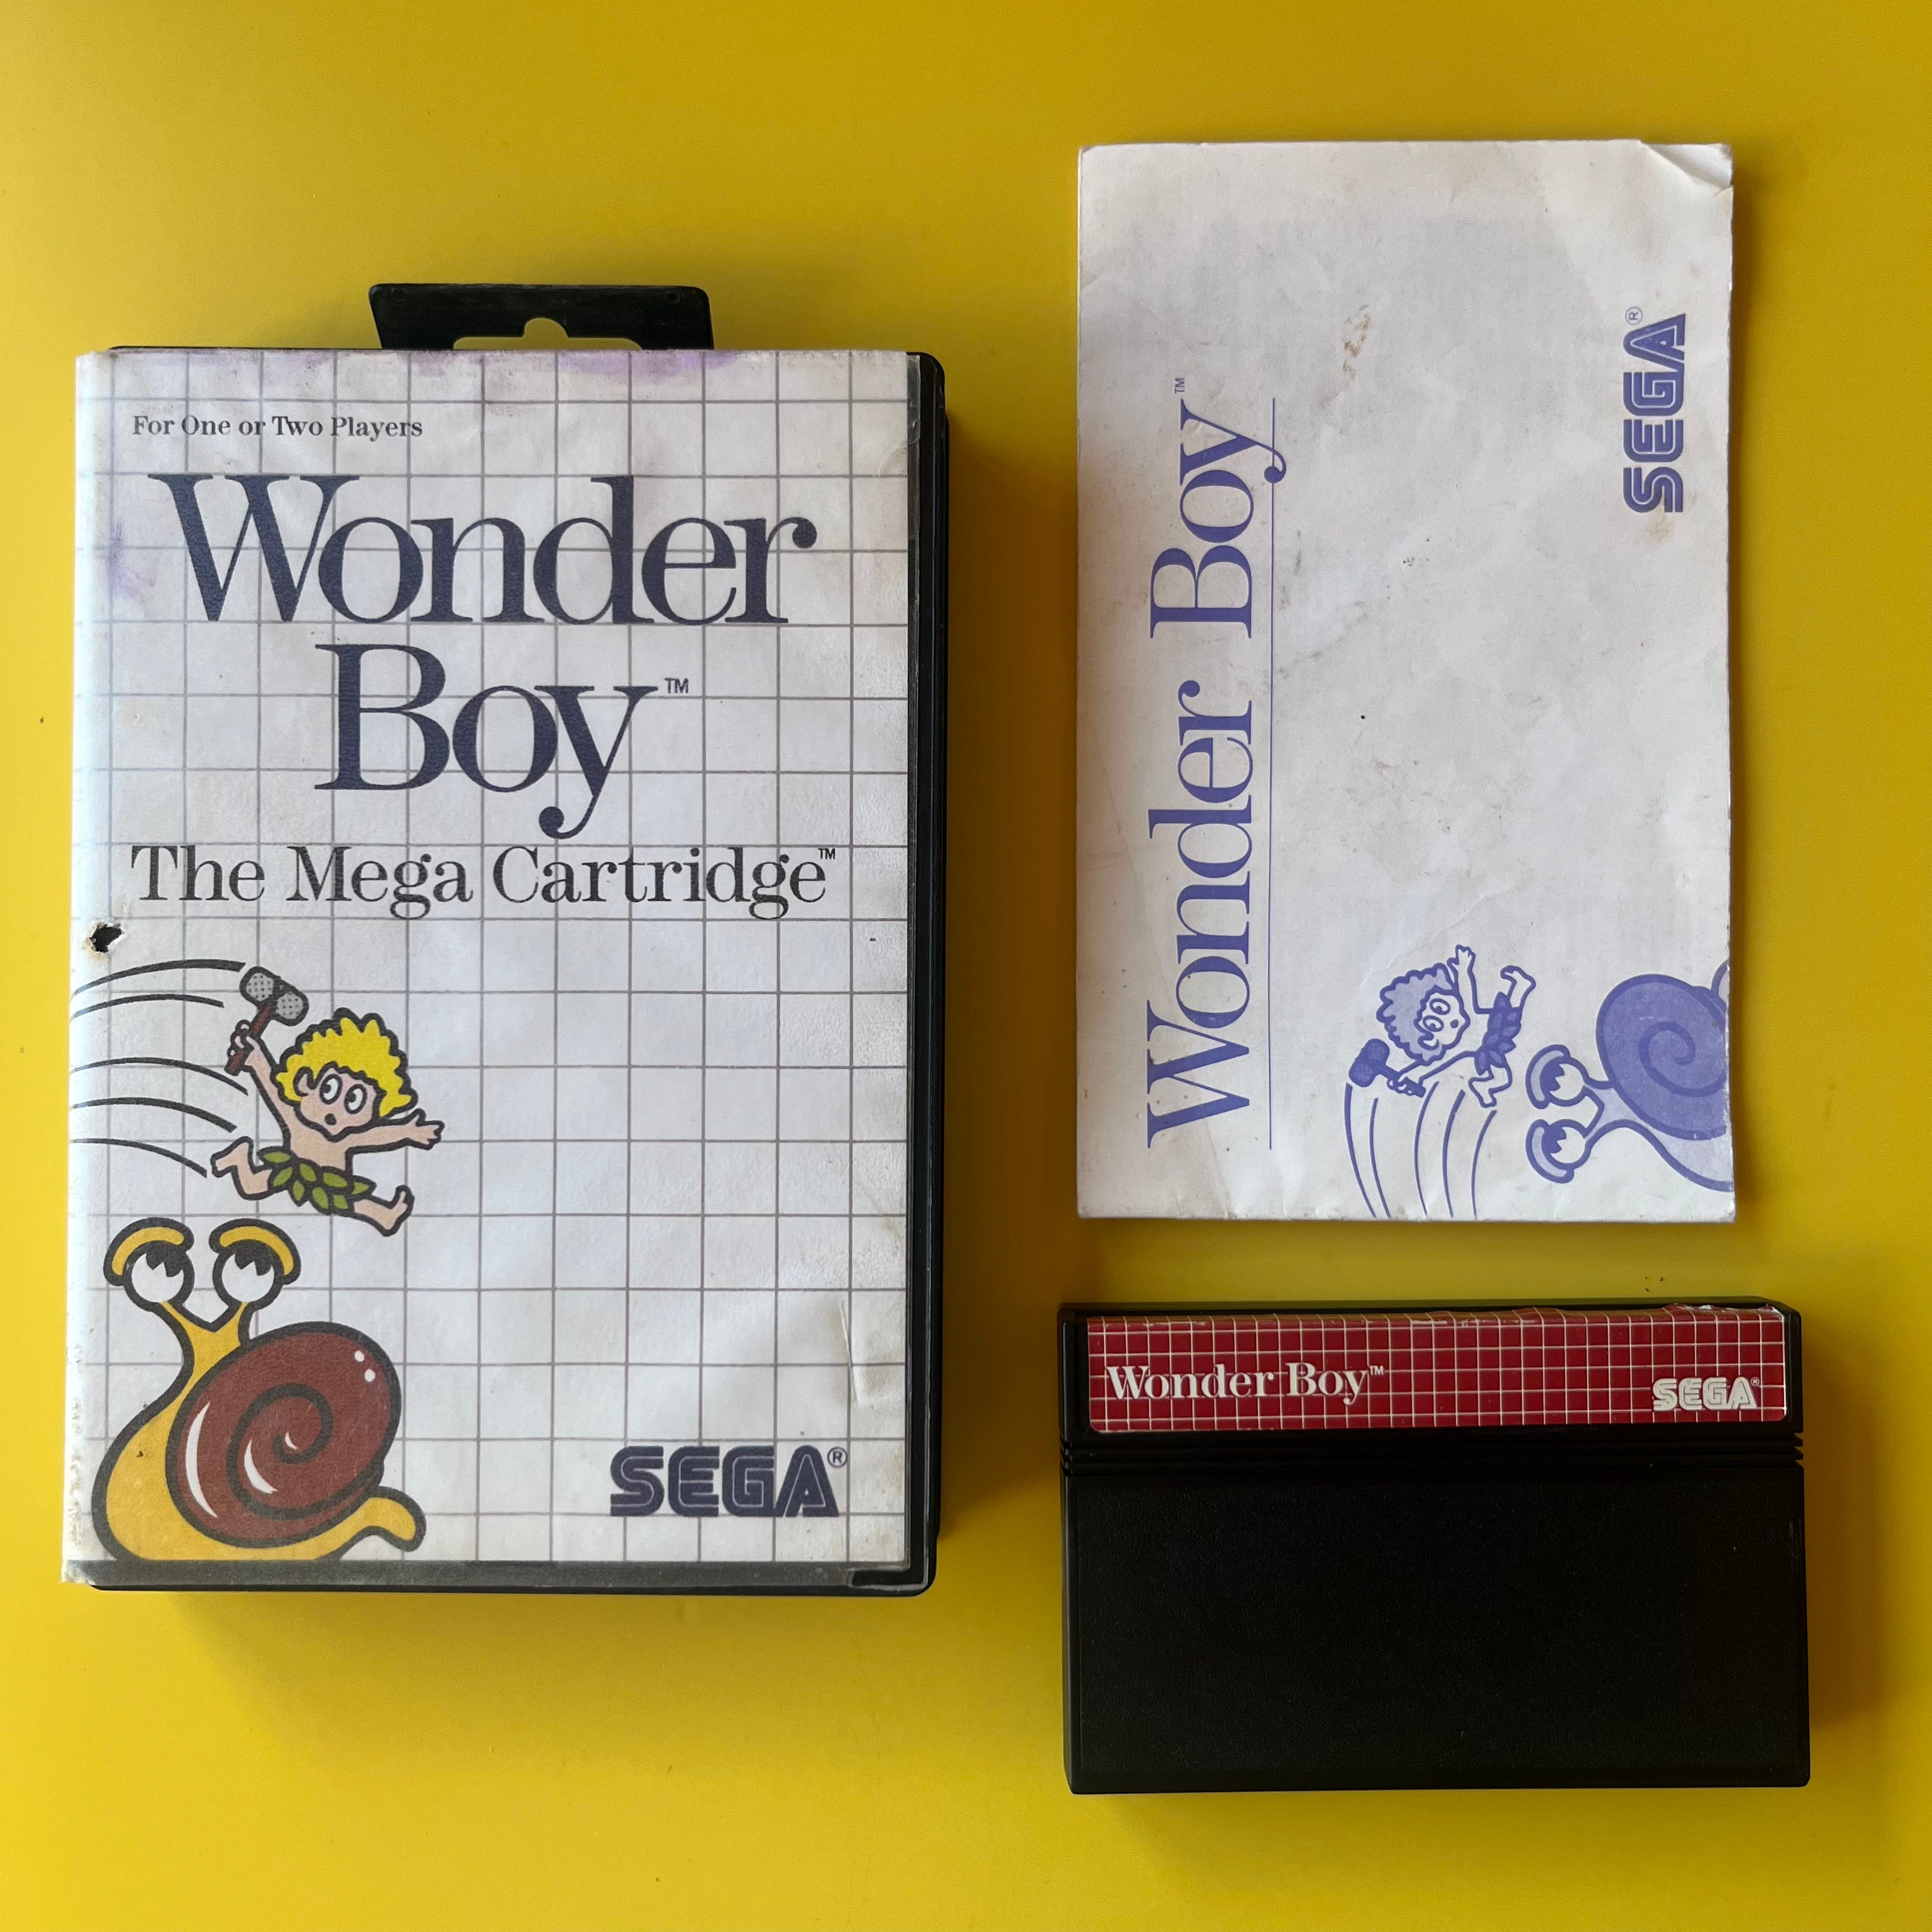 For One or Two Players
Wonder
Boy™
The Mega Cartridge™
SEGA®
Wonder Boy™
SEGA®
Wonder Boy™
SEGA®